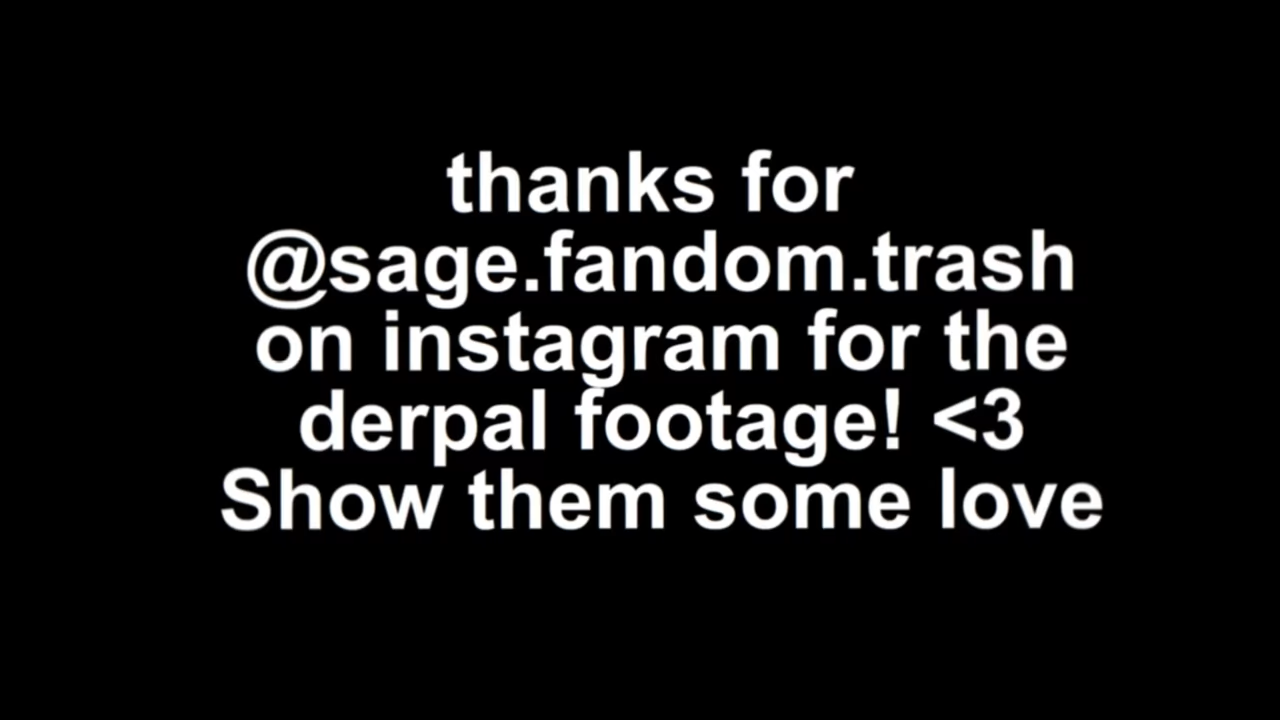 thanks for
@sage.fandom.trash
on instagram for the
derpal footage! <3
Show them some love